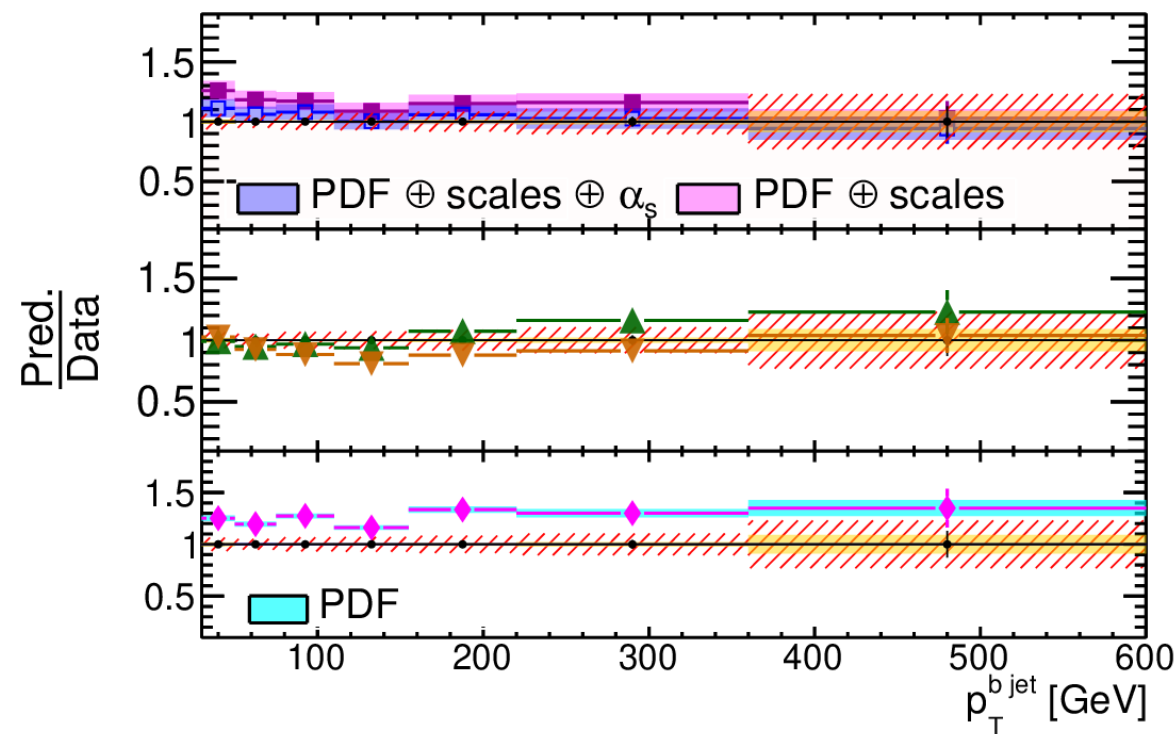 1.5
1
0.5
PDF ⊕ scales ⊕ αs PDF ⊕ scales
1.5
1
0.5
Pred.
Data
1.5
1
0.5
PDF
100 200 300 400 500 600
p_T^{b jet} [GeV]